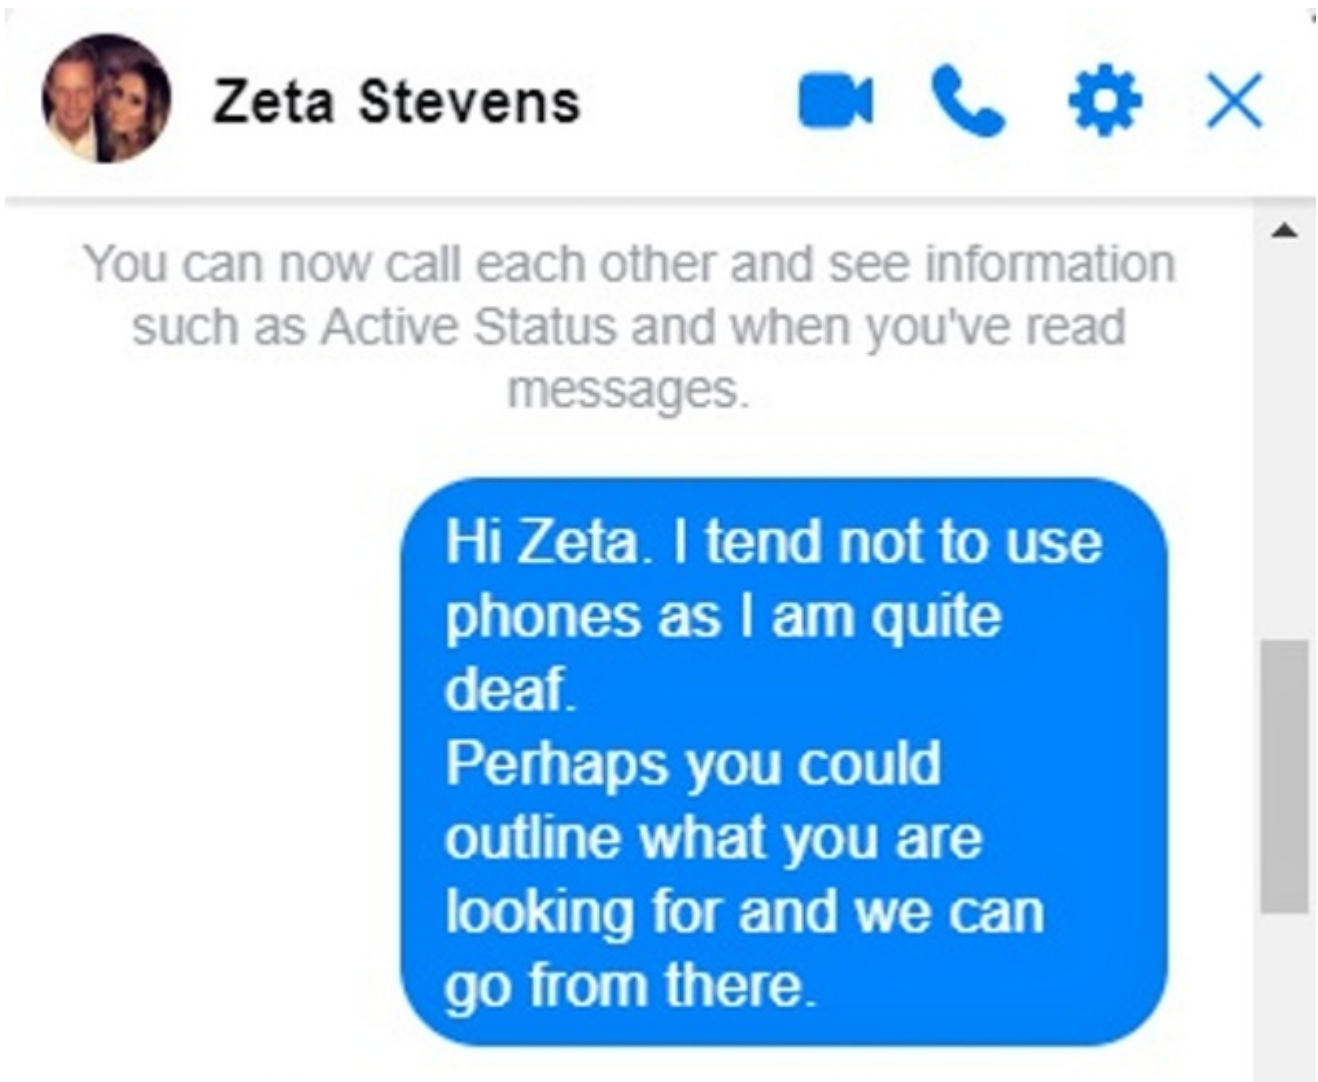 Zeta Stevens
You can now call each other and see information
such as Active Status and when you've read
messages.
Hi Zeta. I tend not to use
phones as I am quite
deaf.
Perhaps you could
outline what you are
looking for and we can
go from there.